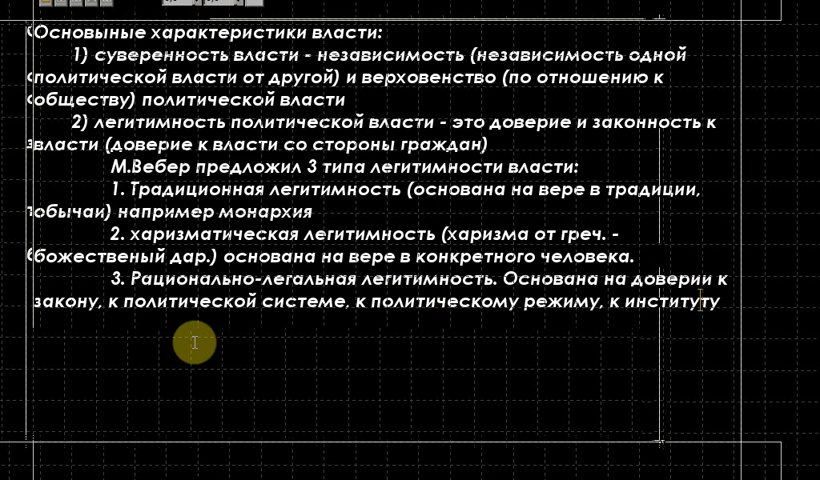 Основыные характеристики власти:
1) суверенность власти - независимость (независимость одной
политической власти от другой) и верховенство (по отношению к
обществу) политической власти
2) легитимность политической власти - это доверие и законность к
власти (доверие к власти со стороны граждан)
М.Вебер предложил 3 типа легитимности власти:
1. Традиционная легитимность (основана на вере в традиции,
обычаи) например монархия
2. харизматическая легитимность (харизма от греч. -
божественый дар.) основана на вере в конкретного человека.
3. Рационально-легальная легитимность. Основана на доверии к
закону, к политической системе, к политическому режиму, к институту